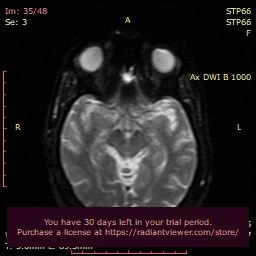 Im: 35/48
Se: 3
A
STP66
STP66
F
Ax DWI B 1000
R
L
You have 30 days left in your trial period.
Purchase a license at https://radiantviewer.com/store/